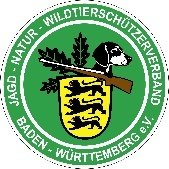 JAGD - NATUR - WILDTIERSCHÜTZERVERBAND
BADEN - WÜRTTEMBERG e.V.